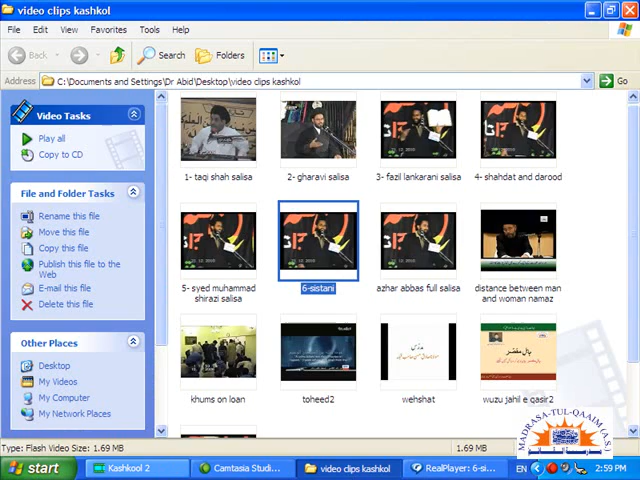 video clips kashkol
File Edit View Favorites Tools Help
Back Search Folders
Address C:\Documents and Settings\Dr Abid\Desktop\video clips kashkol Go
Video Tasks
Play all
Copy to CD
File and Folder Tasks
Rename this file
Move this file
Copy this file
Publish this file to the
Web
E-mail this file
Delete this file
Other Places
Desktop
My Videos
My Computer
My Network Places
1- taqi shah salisa 2- gharavi salisa 3- fazil lankarani salisa 4- shahdat and darood
5- syed muhammad
shirazi salisa
6-sistani
azhar abbas full salisa
distance between man
and woman namaz
khums on loan toheed2 wehshat wuzu jahil e qasir2
Type: Flash Video Size: 1.69 MB 1.69 MB
MADRASA-TUL-QAAIM (A.S.)
start Kashkool 2 Camtasia Studi... video clips kashkol RealPlayer: 6-si... EN 2:59 PM